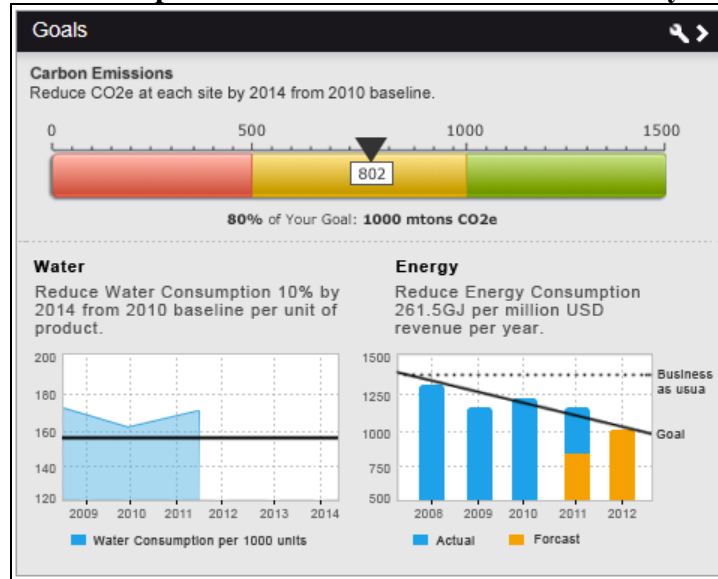 Goals
Carbon Emissions
Reduce CO2e at each site by 2014 from 2010 baseline.
0 500 1000 1500
802
80% of Your Goal: 1000 mtons CO2e
Water
Reduce Water Consumption 10% by
2014 from 2010 baseline per unit of
product.
200
180
160
140
120
2009 2010 2011 2012 2013 2014
Water Consumption per 1000 units
Energy
Reduce Energy Consumption
261.5GJ per million USD
revenue per year.
1500
1250
1000
750
500
Business
as usua
Goal
2008 2009 2010 2011 2012
Actual Forcast